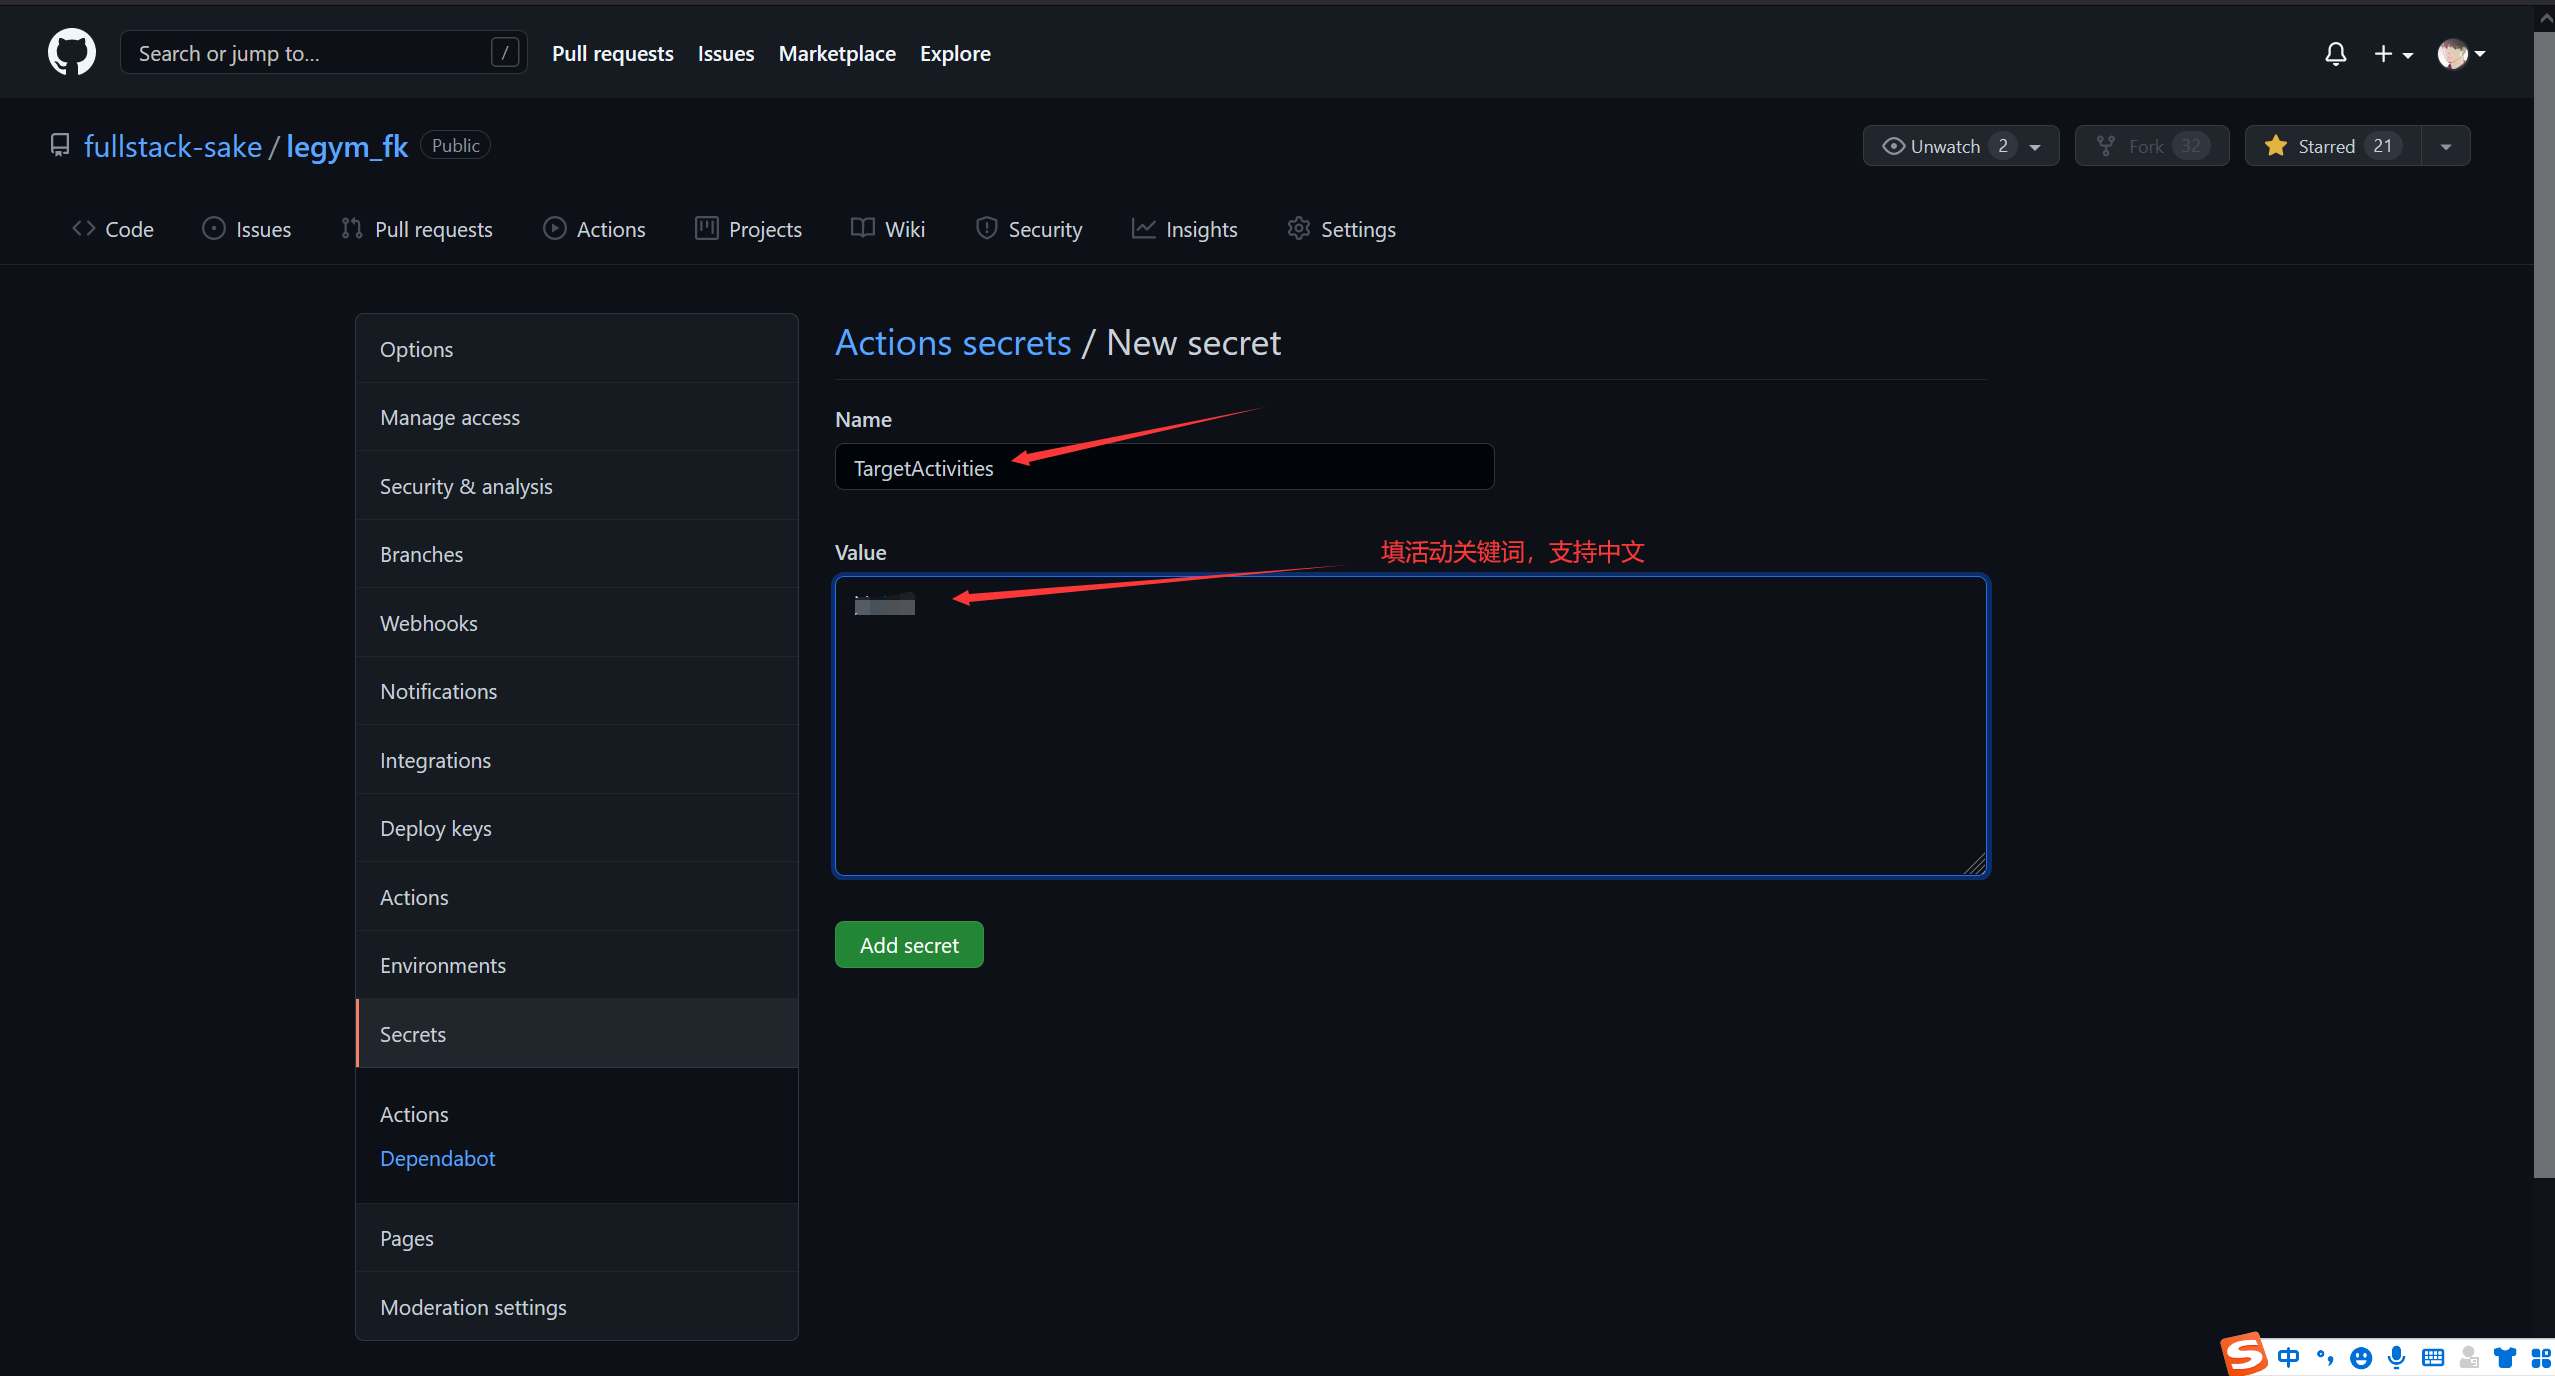 Search or jump to...
/
Pull requests
Issues
Marketplace
Explore
fullstack-sake / legym_fk
Public
Unwatch 2
Fork 32
Starred 21
Code
Issues
Pull requests
Actions
Projects
Wiki
Security
Insights
Settings
Options
Manage access
Security & analysis
Branches
Webhooks
Notifications
Integrations
Deploy keys
Actions
Environments
Secrets
Actions
Dependabot
Pages
Moderation settings
Actions secrets / New secret
Name
TargetActivities
Value
填活动关键词，支持中文
Add secret
S
中